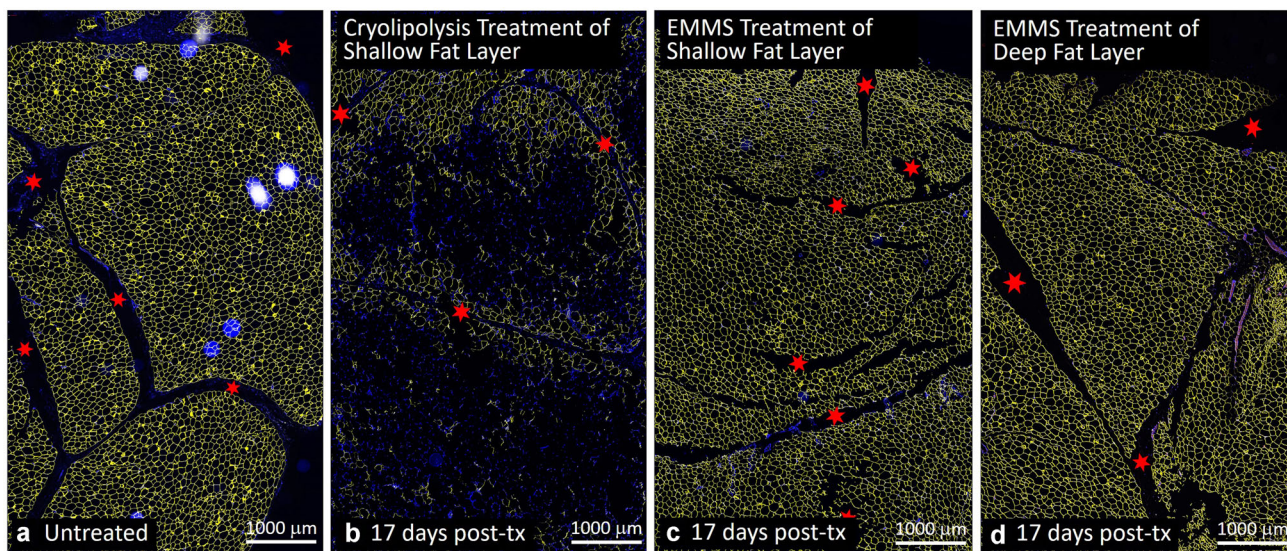 Cryolipolysis Treatment of
Shallow Fat Layer
EMMS Treatment of
Shallow Fat Layer
EMMS Treatment of
Deep Fat Layer
a Untreated
1000 μm
b 17 days post-tx
1000 μm
c 17 days post-tx
1000 μm
d 17 days post-tx
1000 μm